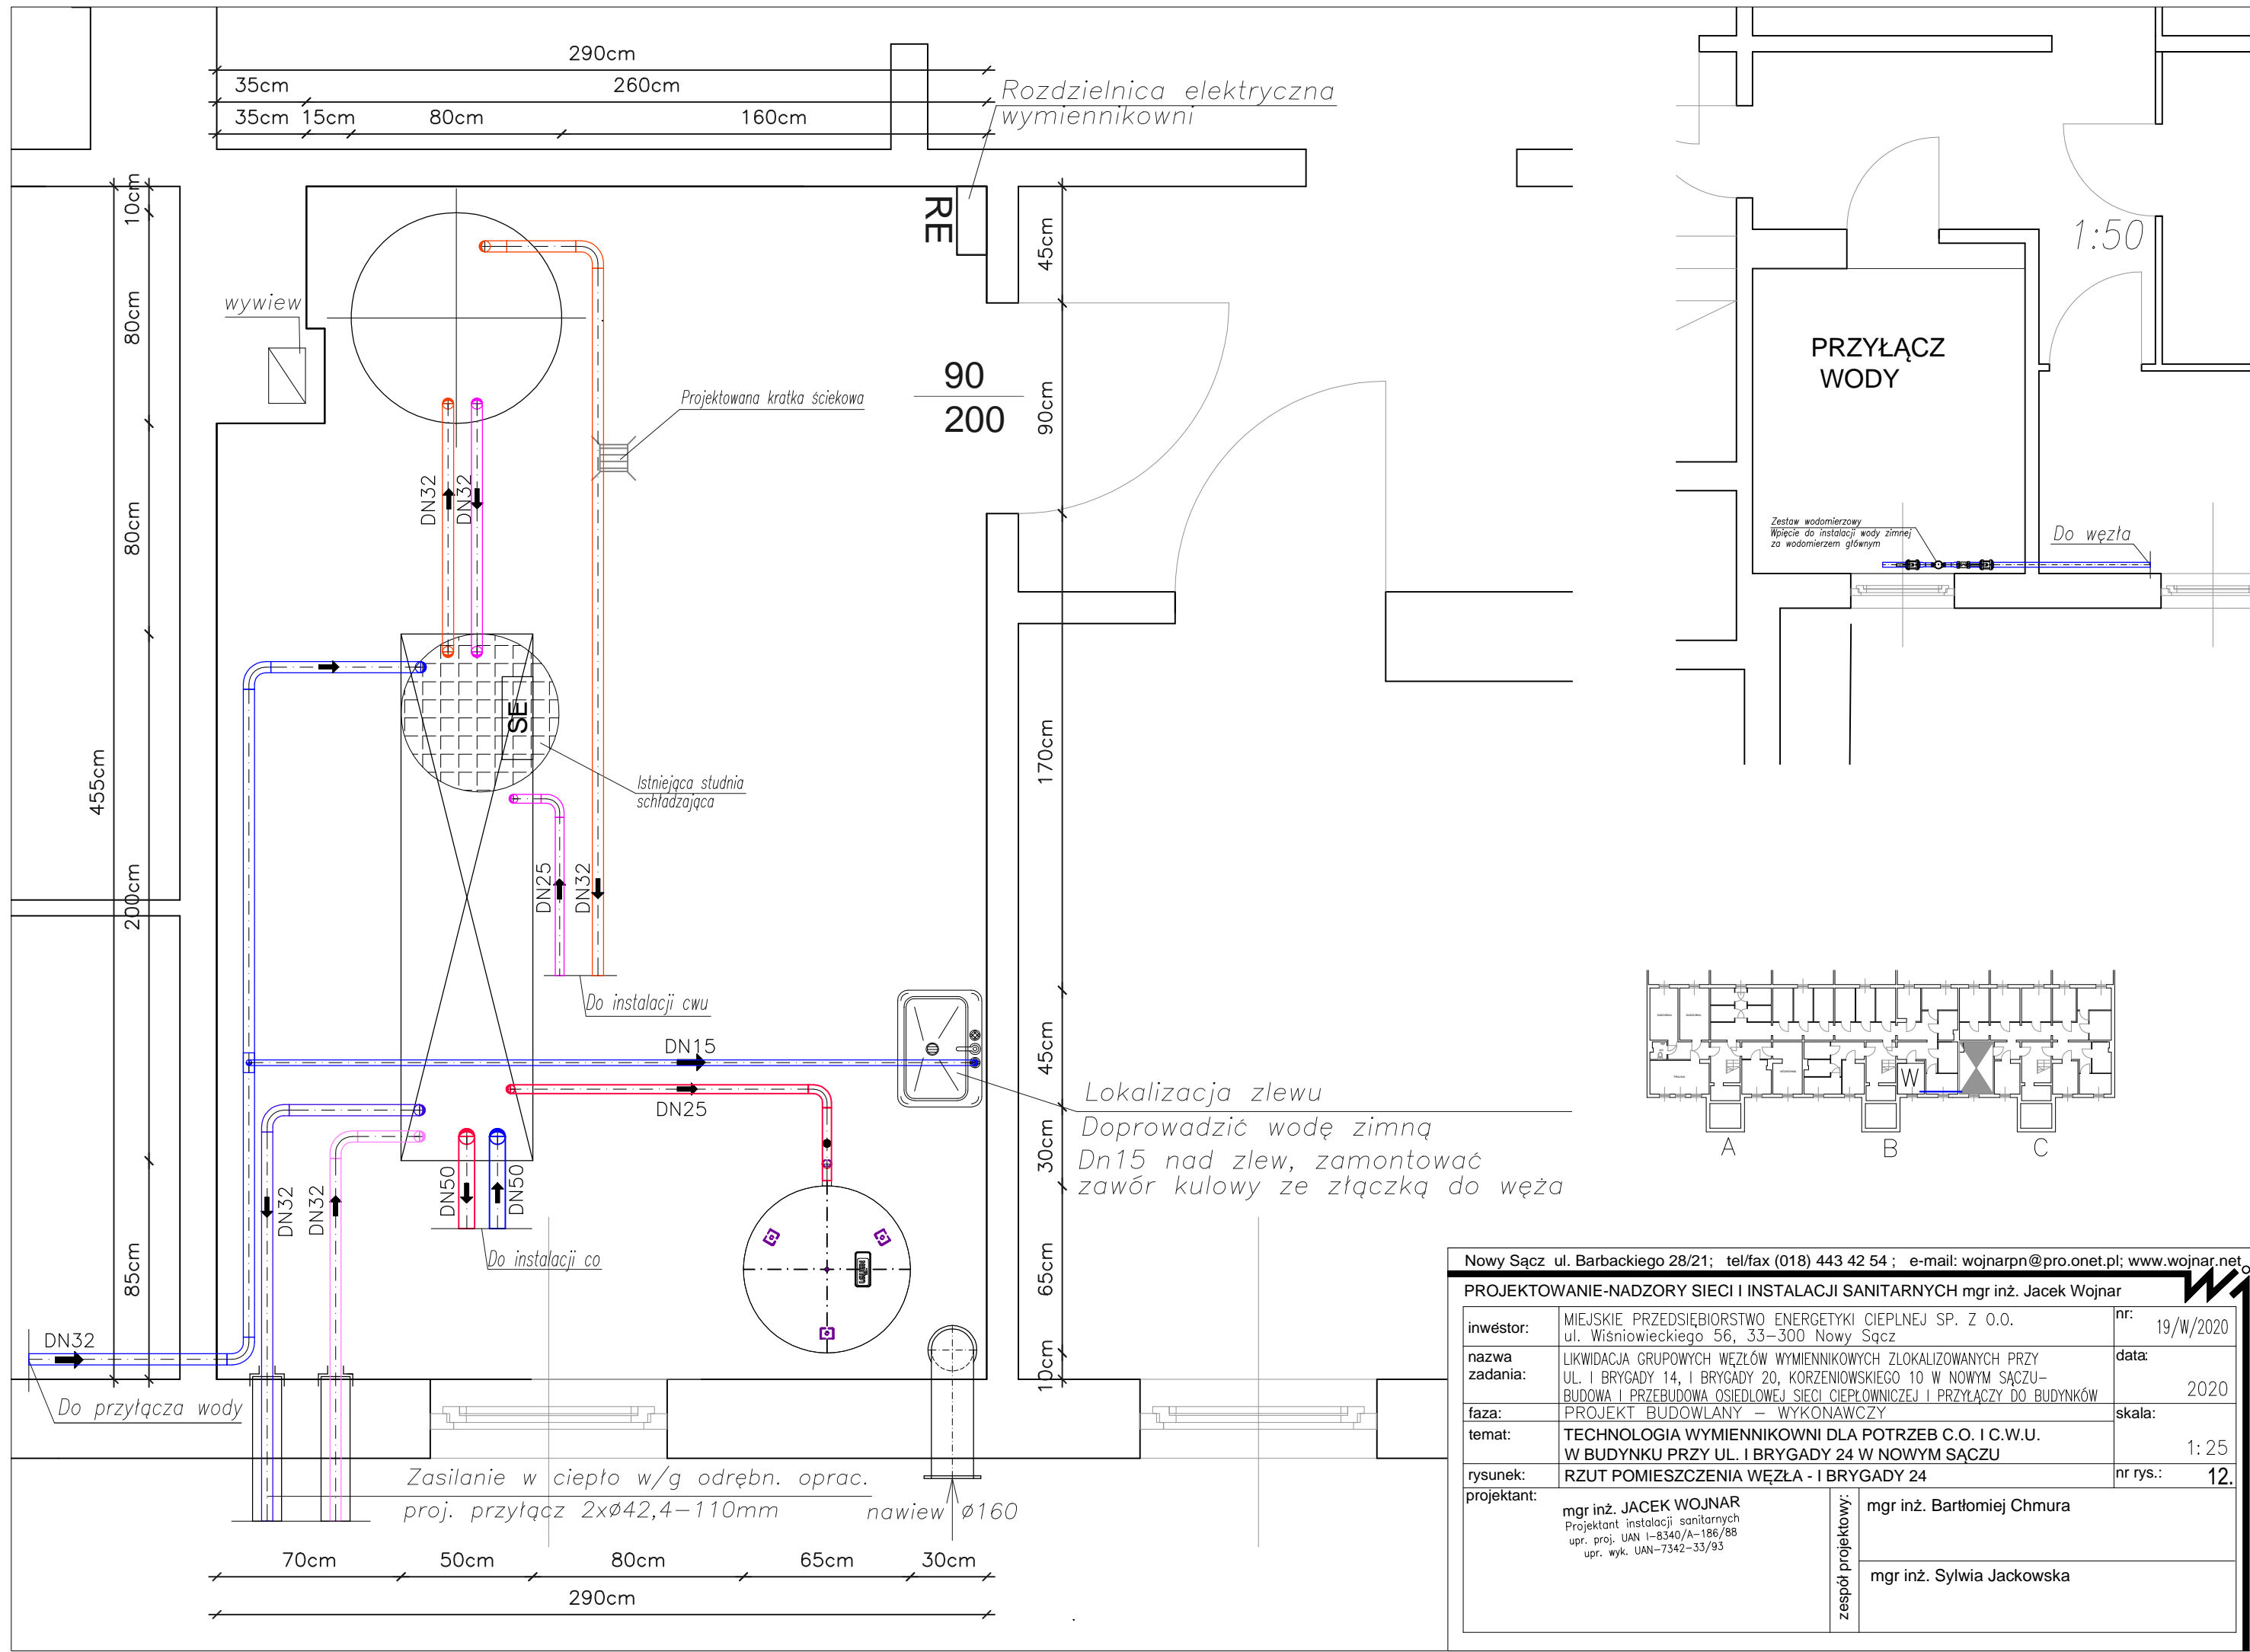 290cm
35cm
260cm
35cm
15cm
80cm
160cm
Rozdzielnica elektryczna
wymiennikowni
10cm
80cm
80cm
455cm
200cm
85cm
wywiew
RE
45cm
90cm
170cm
45cm
30cm
65cm
10cm
90
200
Projektowana kratka ściekowa
DN32
DN32
SE
Istniejąca studnia
schładzająca
DN25
DN32
Do instalacji cwu
DN15
DN25
DN32
DN32
DN50
DN50
Do instalacji co
DN32
Do przyłącza wody
Lokalizacja zlewu
Doprowadzić wodę zimną
Dn15 nad zlew, zamontować
zawór kulowy ze złączką do węża
Zasilanie w ciepło w/g odrębn. oprac.
proj. przyłącz 2xø42,4-110mm
nawiew ø160
70cm
50cm
80cm
65cm
30cm
290cm
1:50
PRZYŁĄCZ
WODY
Zestaw wodomierzowy
Wpięcie do instalacji wody zimnej
za wodomierzem głównym
Do węzła
W
A
B
C
Nowy Sącz ul. Barbackiego 28/21; tel/fax (018) 443 42 54 ; e-mail: wojnarpn@pro.onet.pl; www.wojnar.net
PROJEKTOWANIE-NADZORY SIECI I INSTALACJI SANITARNYCH mgr inż. Jacek Wojnar
inwestor:
MIEJSKIE PRZEDSIĘBIORSTWO ENERGETYKI CIEPLNEJ SP. Z O.O.
ul. Wiśniowieckiego 56, 33-300 Nowy Sącz
nr:
19/W/2020
nazwa
zadania:
LIKWIDACJA GRUPOWYCH WĘZŁÓW WYMIENNIKOWYCH ZLOKALIZOWANYCH PRZY
UL. I BRYGADY 14, I BRYGADY 20, KORZENIOWSKIEGO 10 W NOWYM SĄCZU-
BUDOWA I PRZEBUDOWA OSIEDLOWEJ SIECI CIEPŁOWNICZEJ I PRZYŁĄCZY DO BUDYNKÓW
data:
2020
faza:
PROJEKT BUDOWLANY - WYKONAWCZY
skala:
1:25
temat:
TECHNOLOGIA WYMIENNIKOWNI DLA POTRZEB C.O. I C.W.U.
W BUDYNKU PRZY UL. I BRYGADY 24 W NOWYM SĄCZU
rysunek:
RZUT POMIESZCZENIA WĘZŁA - I BRYGADY 24
nr rys.:
12.
projektant:
mgr inż. JACEK WOJNAR
Projektant instalacji sanitarnych
upr. proj. UAN I-8340/A-186/88
upr. wyk. UAN-7342-33/93
zespół projektowy:
mgr inż. Bartłomiej Chmura
mgr inż. Sylwia Jackowska